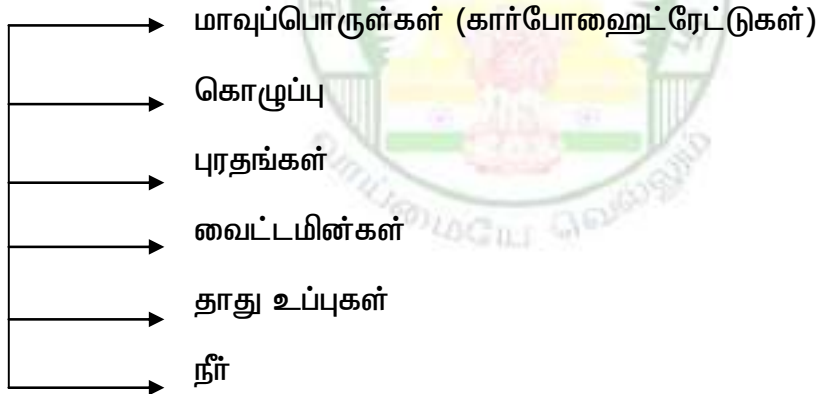 மாவுப்பொருள்கள் (கார்போஹைட்ரேட்டுகள்)
கொழுப்பு
புரதங்கள்
வைட்டமின்கள்
தாது உப்புகள்
நீர்
வாய்மையே வெல்லும்